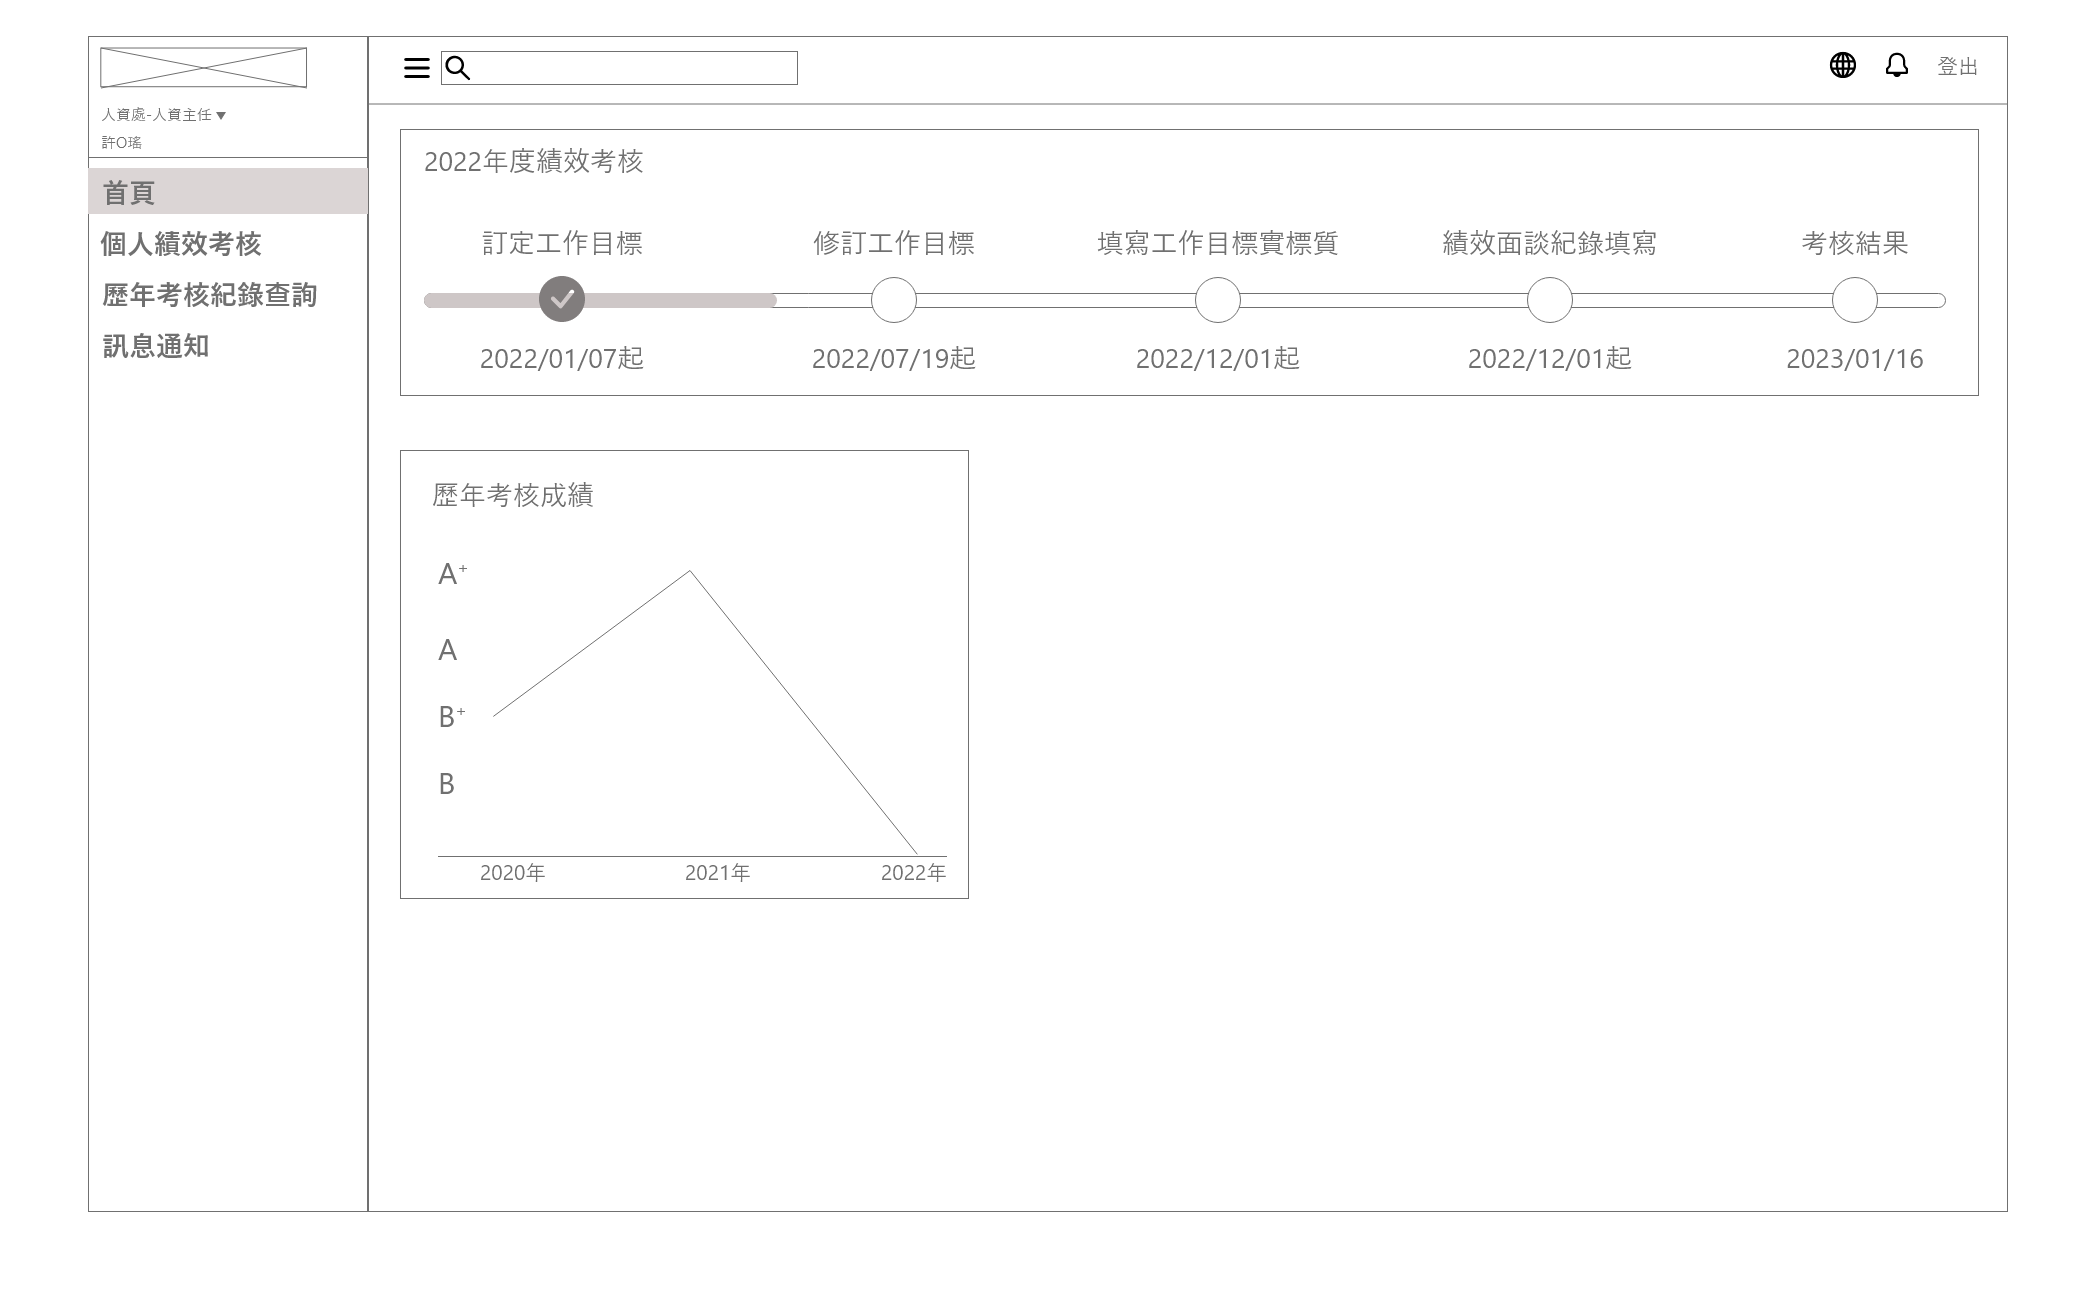 人資處-人資主任▼
許O瑤
首頁
個人績效考核
歷年考核紀錄查詢
訊息通知
登出
2022年度績效考核
訂定工作目標
修訂工作目標
填寫工作目標實標質
績效面談紀錄填寫
考核結果
2022/01/07起
2022/07/19起
2022/12/01起
2022/12/01起
2023/01/16
歷年考核成績
A⁺
A
B⁺
B
2020年
2021年
2022年